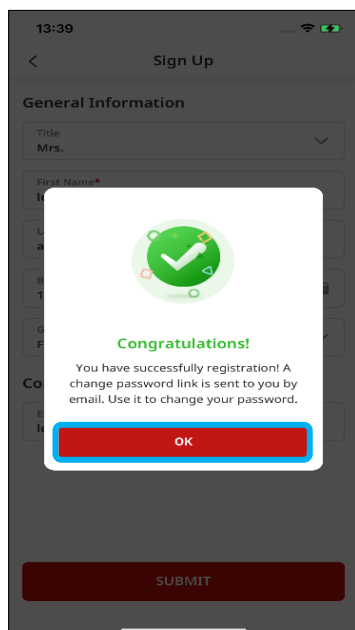 13:39
Sign Up
General Information
Title
Mrs.
First Name*
Congratulations!
You have successfully registration! A
change password link is sent to you by
email. Use it to change your password.
OK
SUBMIT